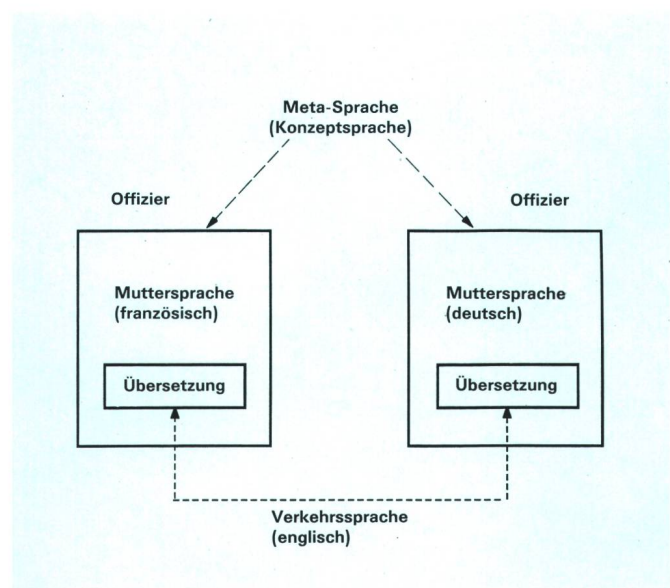 Meta-Sprache
(Konzeptsprache)
Offizier
Offizier
Muttersprache
(französisch)
Muttersprache
(deutsch)
Übersetzung
Übersetzung
Verkehrssprache
(englisch)